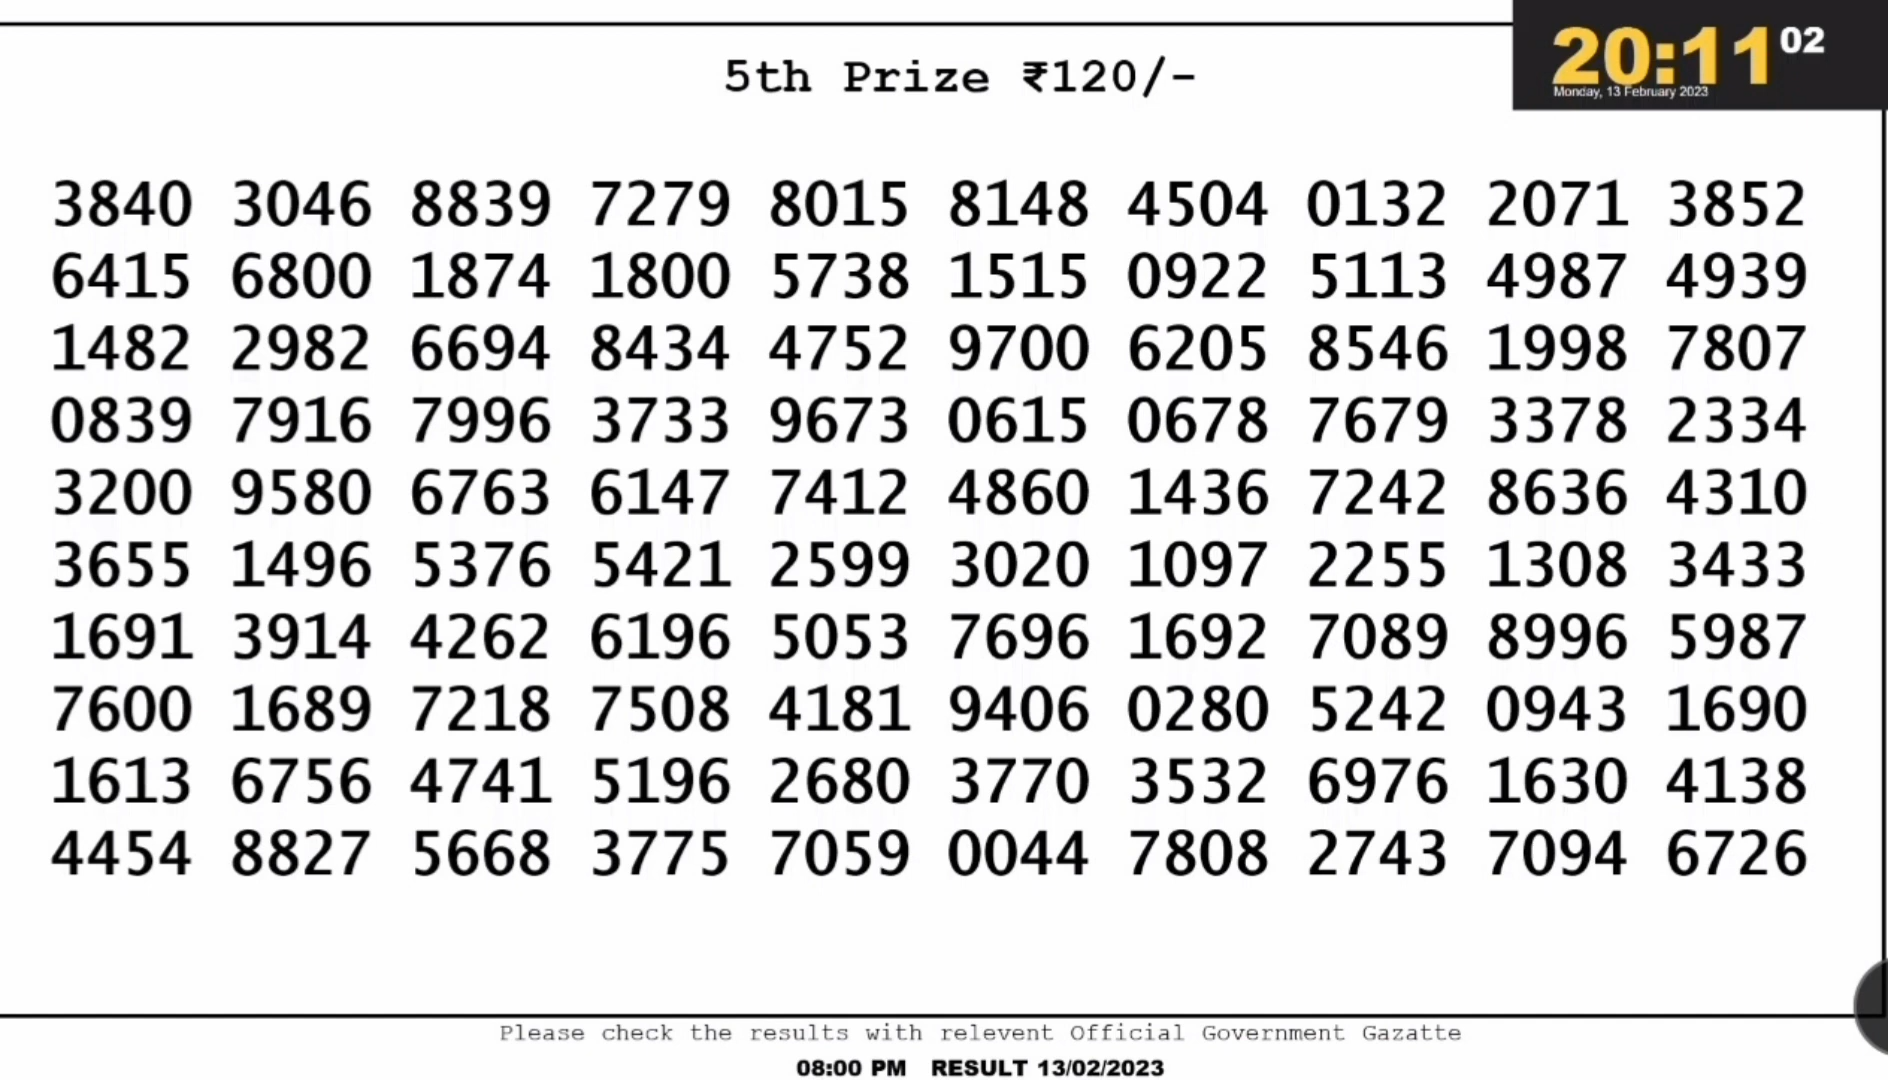 20:11 02
Monday, 13 February 2023
5th Prize ₹120/-
3840 3046 8839 7279 8015 8148 4504 0132 2071 3852
6415 6800 1874 1800 5738 1515 0922 5113 4987 4939
1482 2982 6694 8434 4752 9700 6205 8546 1998 7807
0839 7916 7996 3733 9673 0615 0678 7679 3378 2334
3200 9580 6763 6147 7412 4860 1436 7242 8636 4310
3655 1496 5376 5421 2599 3020 1097 2255 1308 3433
1691 3914 4262 6196 5053 7696 1692 7089 8996 5987
7600 1689 7218 7508 4181 9406 0280 5242 0943 1690
1613 6756 4741 5196 2680 3770 3532 6976 1630 4138
4454 8827 5668 3775 7059 0044 7808 2743 7094 6726
Please check the results with relevent Official Government Gazatte
08:00 PM RESULT 13/02/2023